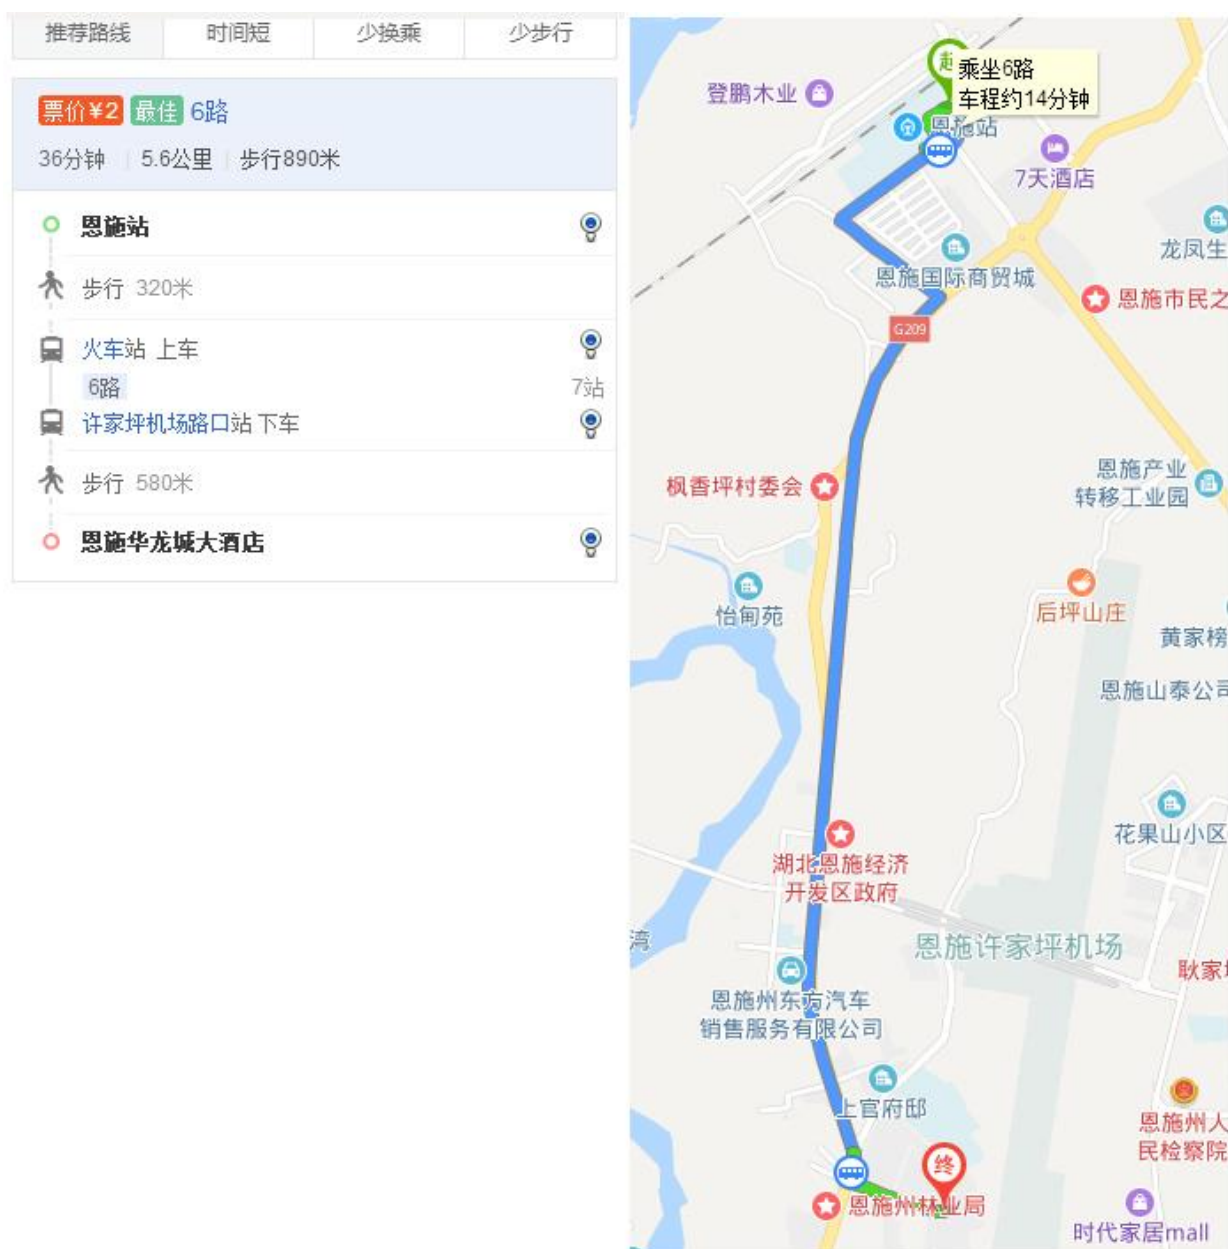 推荐路线
时间短
少换乘
少步行
票价¥2 最佳 6路
36分钟 5.6公里 步行890米
恩施站
步行 320米
火车站 上车
6路 7站
许家坪机场路口站 下车
步行 580米
恩施华龙城大酒店
起
乘坐6路
车程约14分钟
登鹏木业
恩施站
7天酒店
龙凤生
恩施国际商贸城
恩施市民之
G209
恩施产业
转移工业园
枫香坪村委会
怡甸苑
后坪山庄
黄家榜
恩施山泰公司
花果山小区
湖北恩施经济
开发区政府
湾
恩施许家坪机场
耿家
恩施州东方汽车
销售服务有限公司
上官府邸
恩施州人
民检察院
终
恩施州林业局
时代家居mall